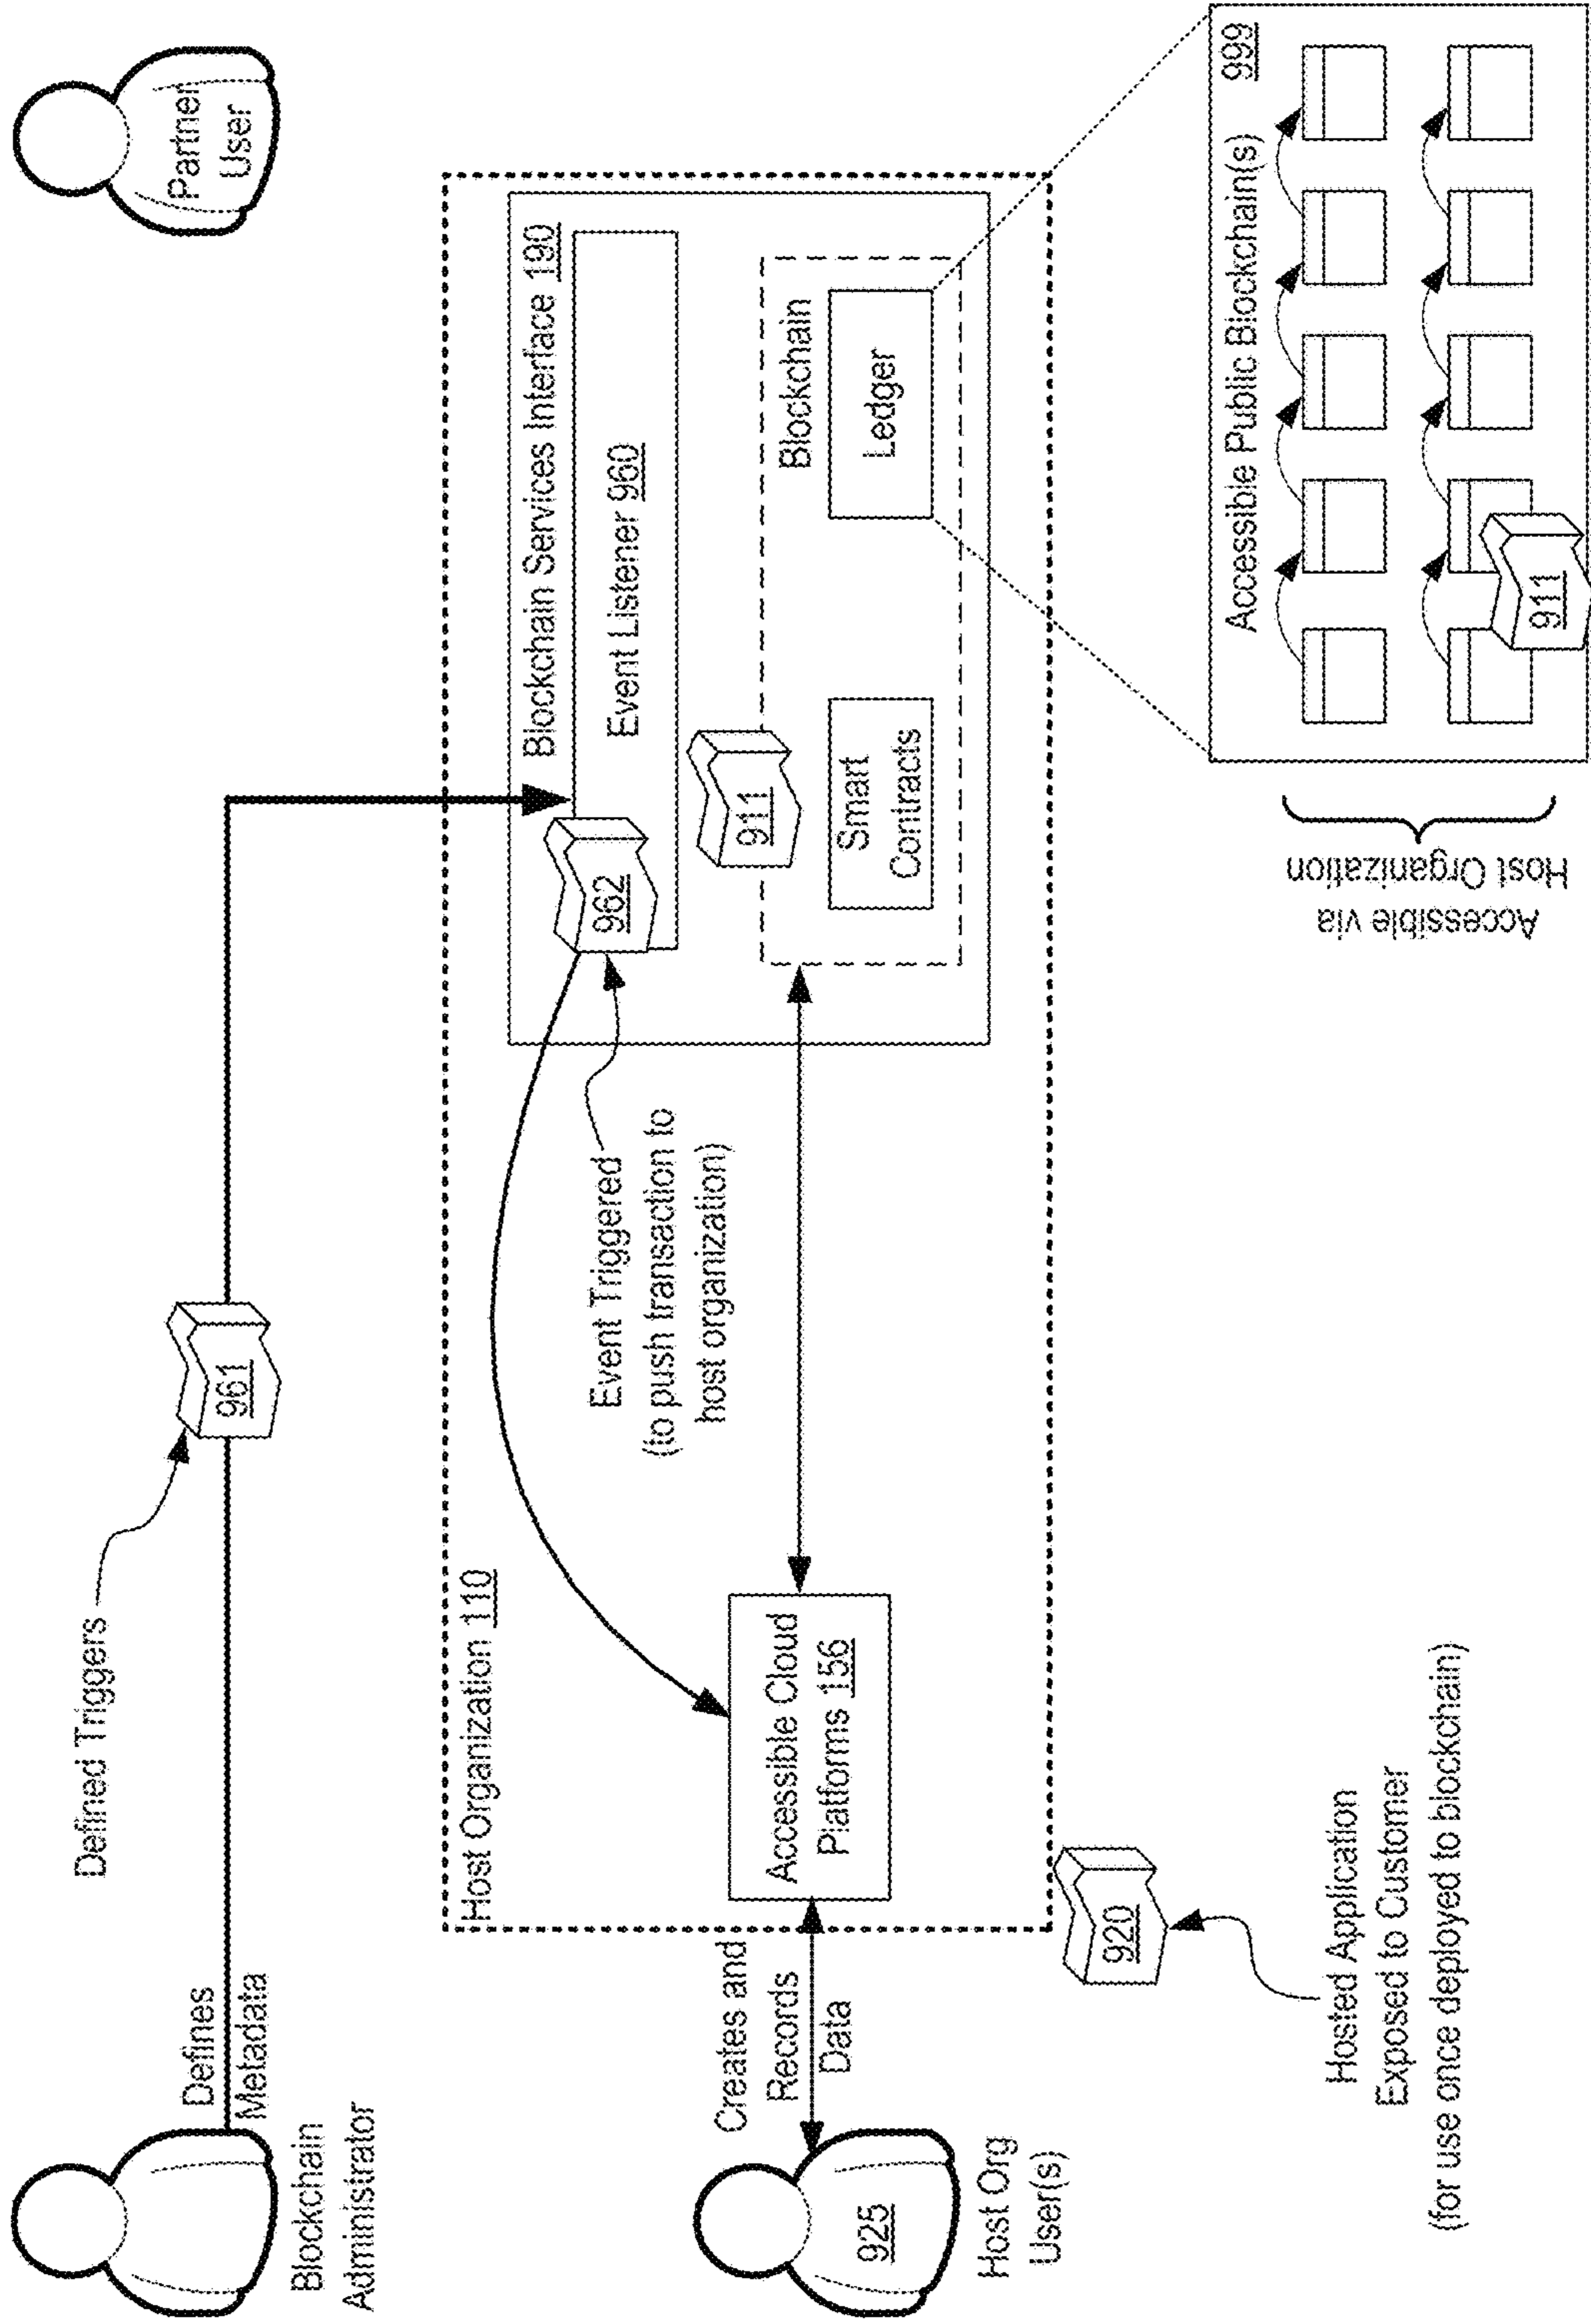 Partner
User
Defined Triggers
961
Defines
Metadata
Blockchain
Administrator
Host Organization 110
Blockchain Services Interface 190
Event Listener 960
962
911
Blockchain
Smart
Contracts
Ledger
Event Triggered
(to push transaction to
host organization)
Accessible Cloud
Platforms 156
Creates and
Records
Data
925
Host Org
User(s)
920
Hosted Application
Exposed to Customer
(for use once deployed to blockchain)
Accessible Public Blockchain(s) 999
911
Accessible via
Host Organization